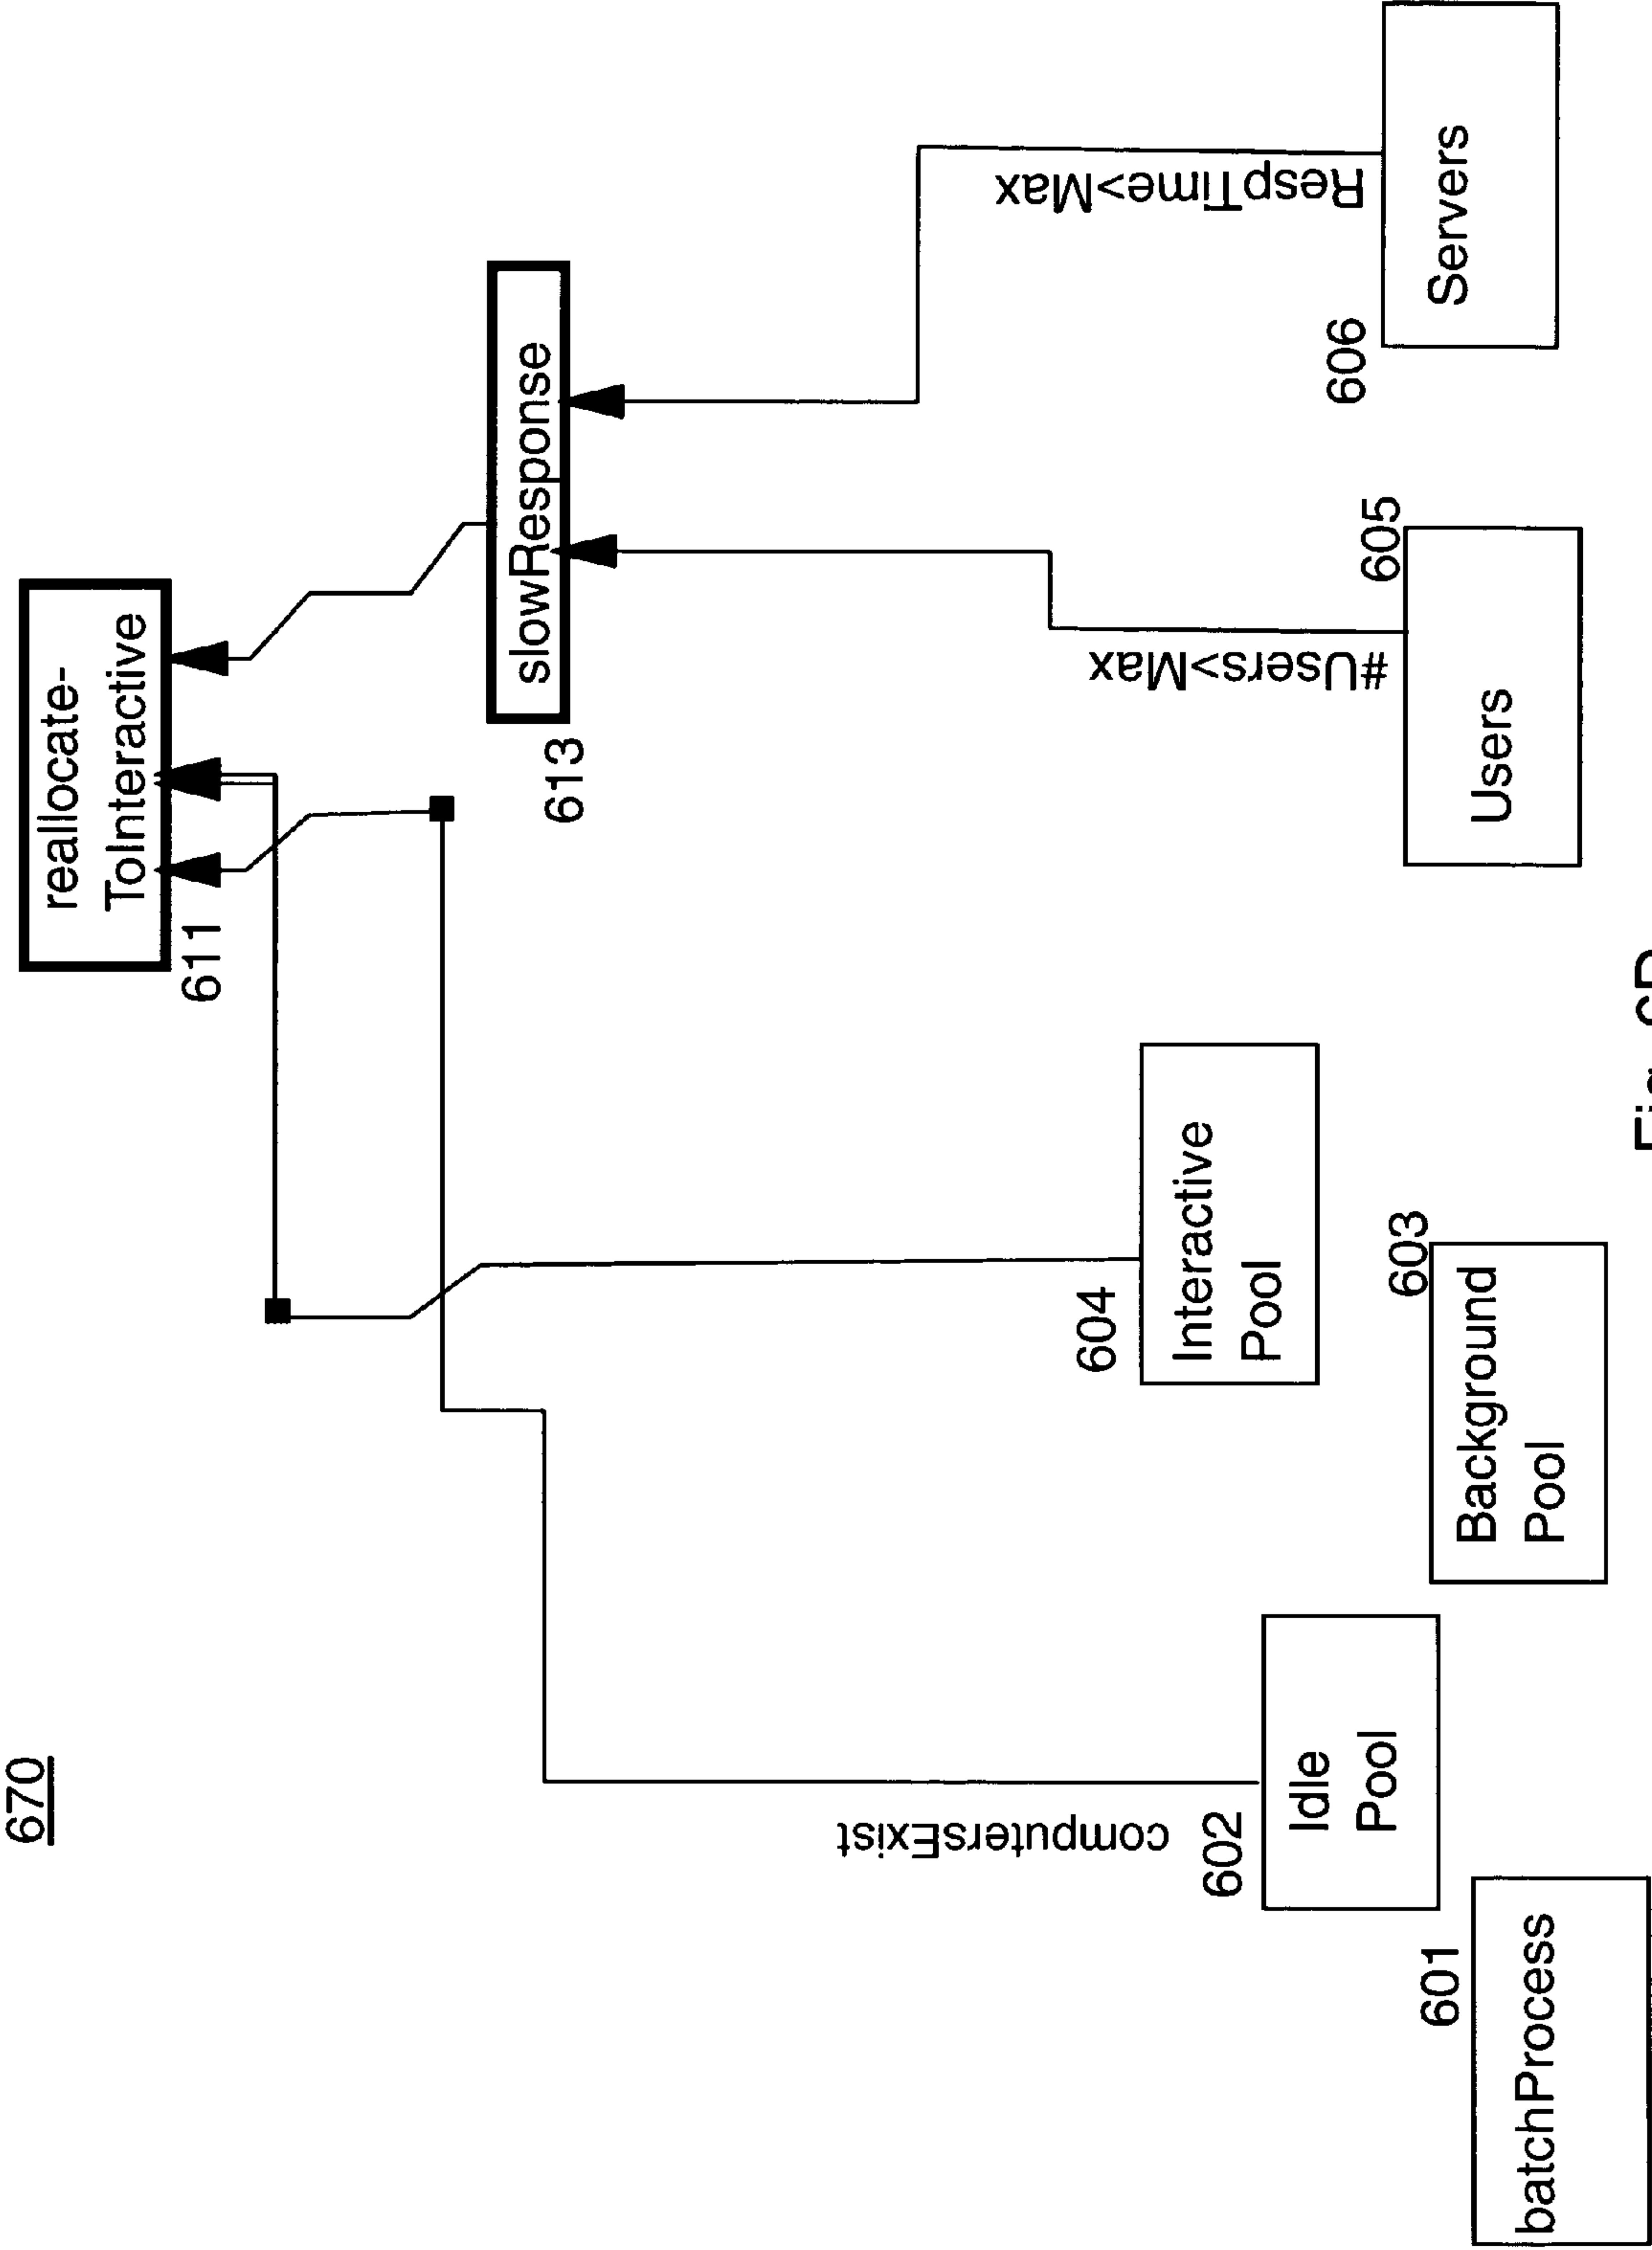 670
reallocate-
ToInteractive
611
slowResponse
613
computersExist
602
Idle
Pool
601
batchProcess
604
Interactive
Pool
603
Background
Pool
#Users>Max
605
Users
RespTime>Max
606
Servers
Fig.